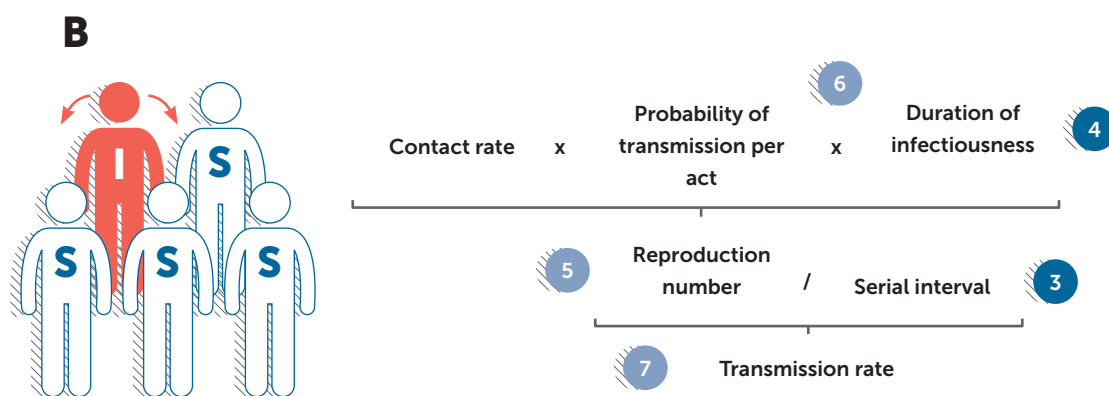 B
I
S
S
S
S
6
Probability of
transmission per
act
Contact rate
x
x
Duration of
infectiousness
4
5
Reproduction
number
/
Serial interval
3
7
Transmission rate